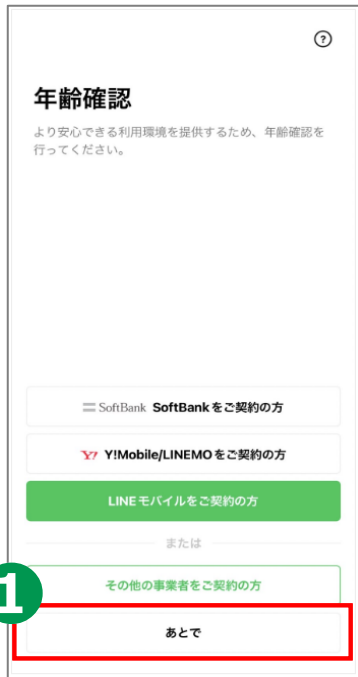 ?
年齢確認
より安心できる利用環境を提供するため、年齢確認を
行ってください。
SoftBank SoftBankをご契約の方
Y! Y!Mobile/LINEMOをご契約の方
LINEモバイルをご契約の方
または
その他の事業者をご契約の方
1
あとで